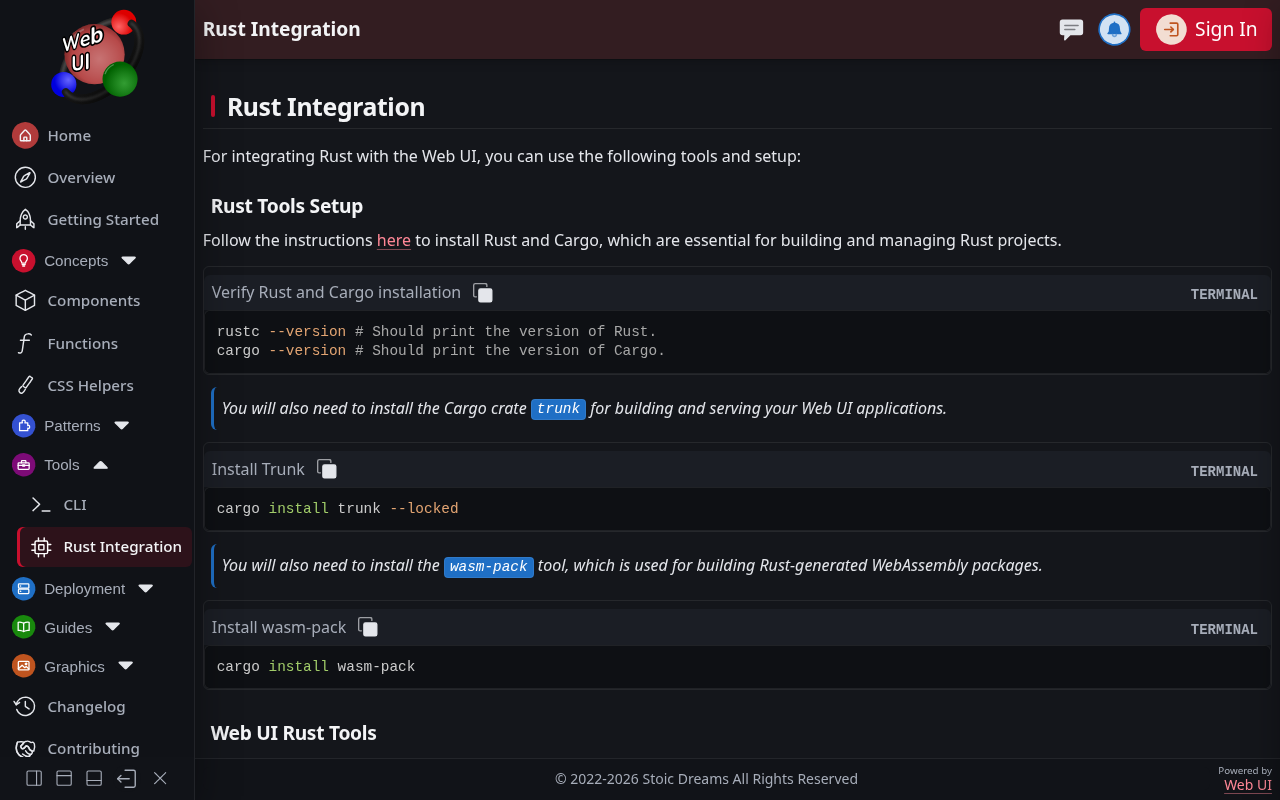 Web
UI
Home
Overview
Getting Started
Concepts
Components
Functions
CSS Helpers
Patterns
Tools
CLI
Rust Integration
Deployment
Guides
Graphics
Changelog
Contributing
Rust Integration
Sign In
Rust Integration
For integrating Rust with the Web UI, you can use the following tools and setup:
Rust Tools Setup
Follow the instructions here to install Rust and Cargo, which are essential for building and managing Rust projects.
Verify Rust and Cargo installation
TERMINAL
rustc --version # Should print the version of Rust.
cargo --version # Should print the version of Cargo.
You will also need to install the Cargo crate trunk for building and serving your Web UI applications.
Install Trunk
TERMINAL
cargo install trunk --locked
You will also need to install the wasm-pack tool, which is used for building Rust-generated WebAssembly packages.
Install wasm-pack
TERMINAL
cargo install wasm-pack
Web UI Rust Tools
© 2022-2026 Stoic Dreams All Rights Reserved
Powered by
Web UI